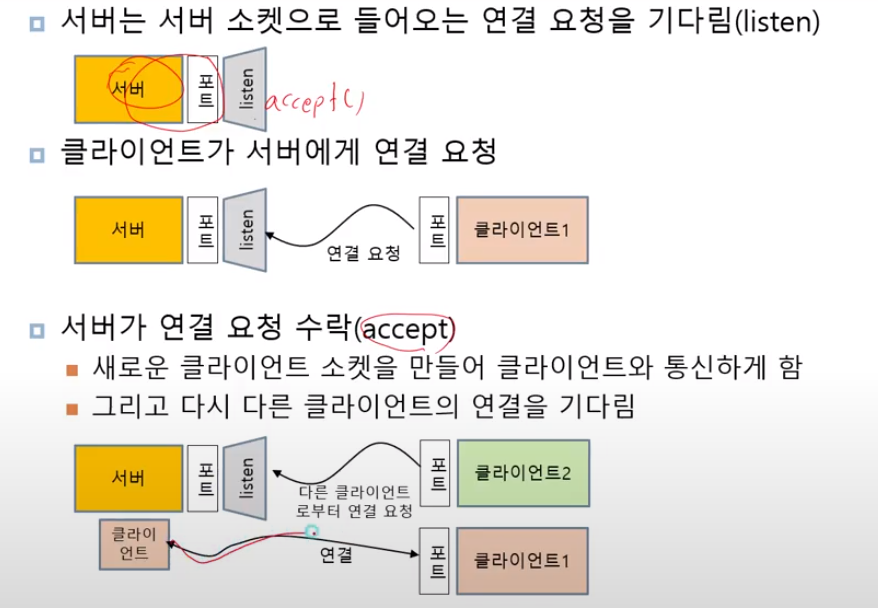 서버는 서버 소켓으로 들어오는 연결 요청을 기다림(listen)
서버
포트
listen
accept()
클라이언트가 서버에게 연결 요청
서버
포트
listen
연결 요청
포트
클라이언트1
서버가 연결 요청 수락(accept)
새로운 클라이언트 소켓을 만들어 클라이언트와 통신하게 함
그리고 다시 다른 클라이언트의 연결을 기다림
서버
포트
listen
다른 클라이언트
로부터 연결 요청
포트
클라이언트2
클라이
언트
연결
포트
클라이언트1